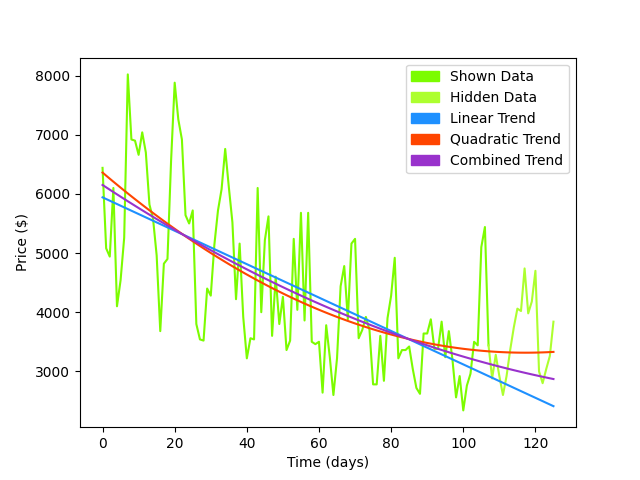 Shown Data
Hidden Data
Linear Trend
Quadratic Trend
Combined Trend
Price ($)
8000
7000
6000
5000
4000
3000
0 20 40 60 80 100 120
Time (days)